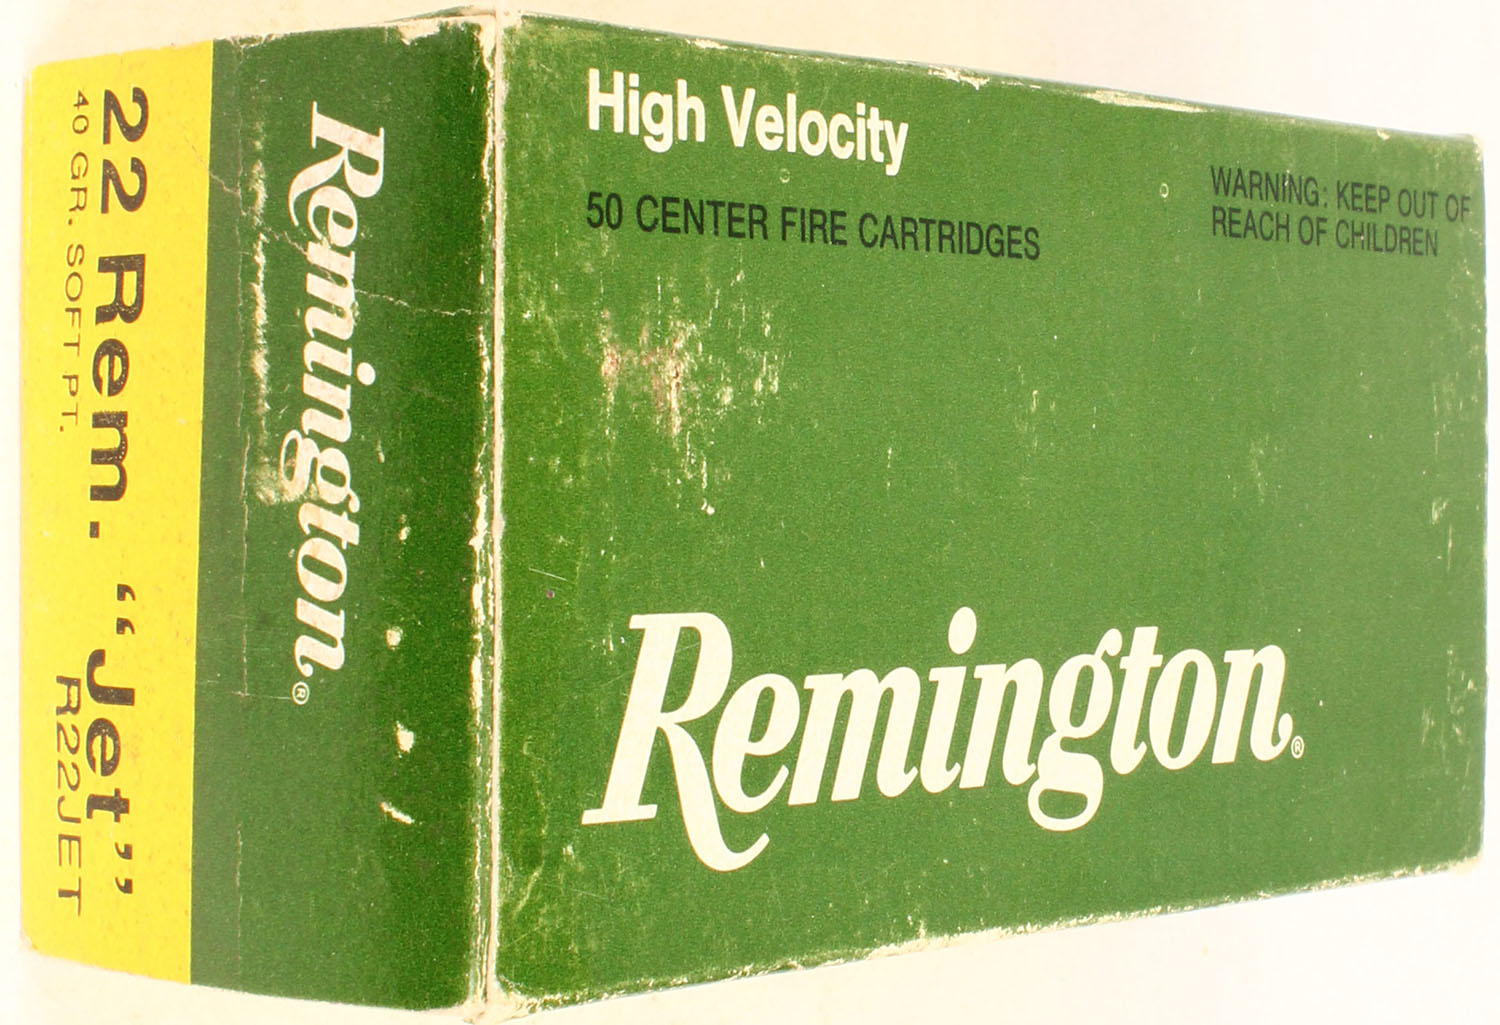 High Velocity
50 CENTER FIRE CARTRIDGES
WARNING: KEEP OUT OF
REACH OF CHILDREN
Remington®
Remington®
22 Rem. “Jet”
40 GR. SOFT PT.
R22JET